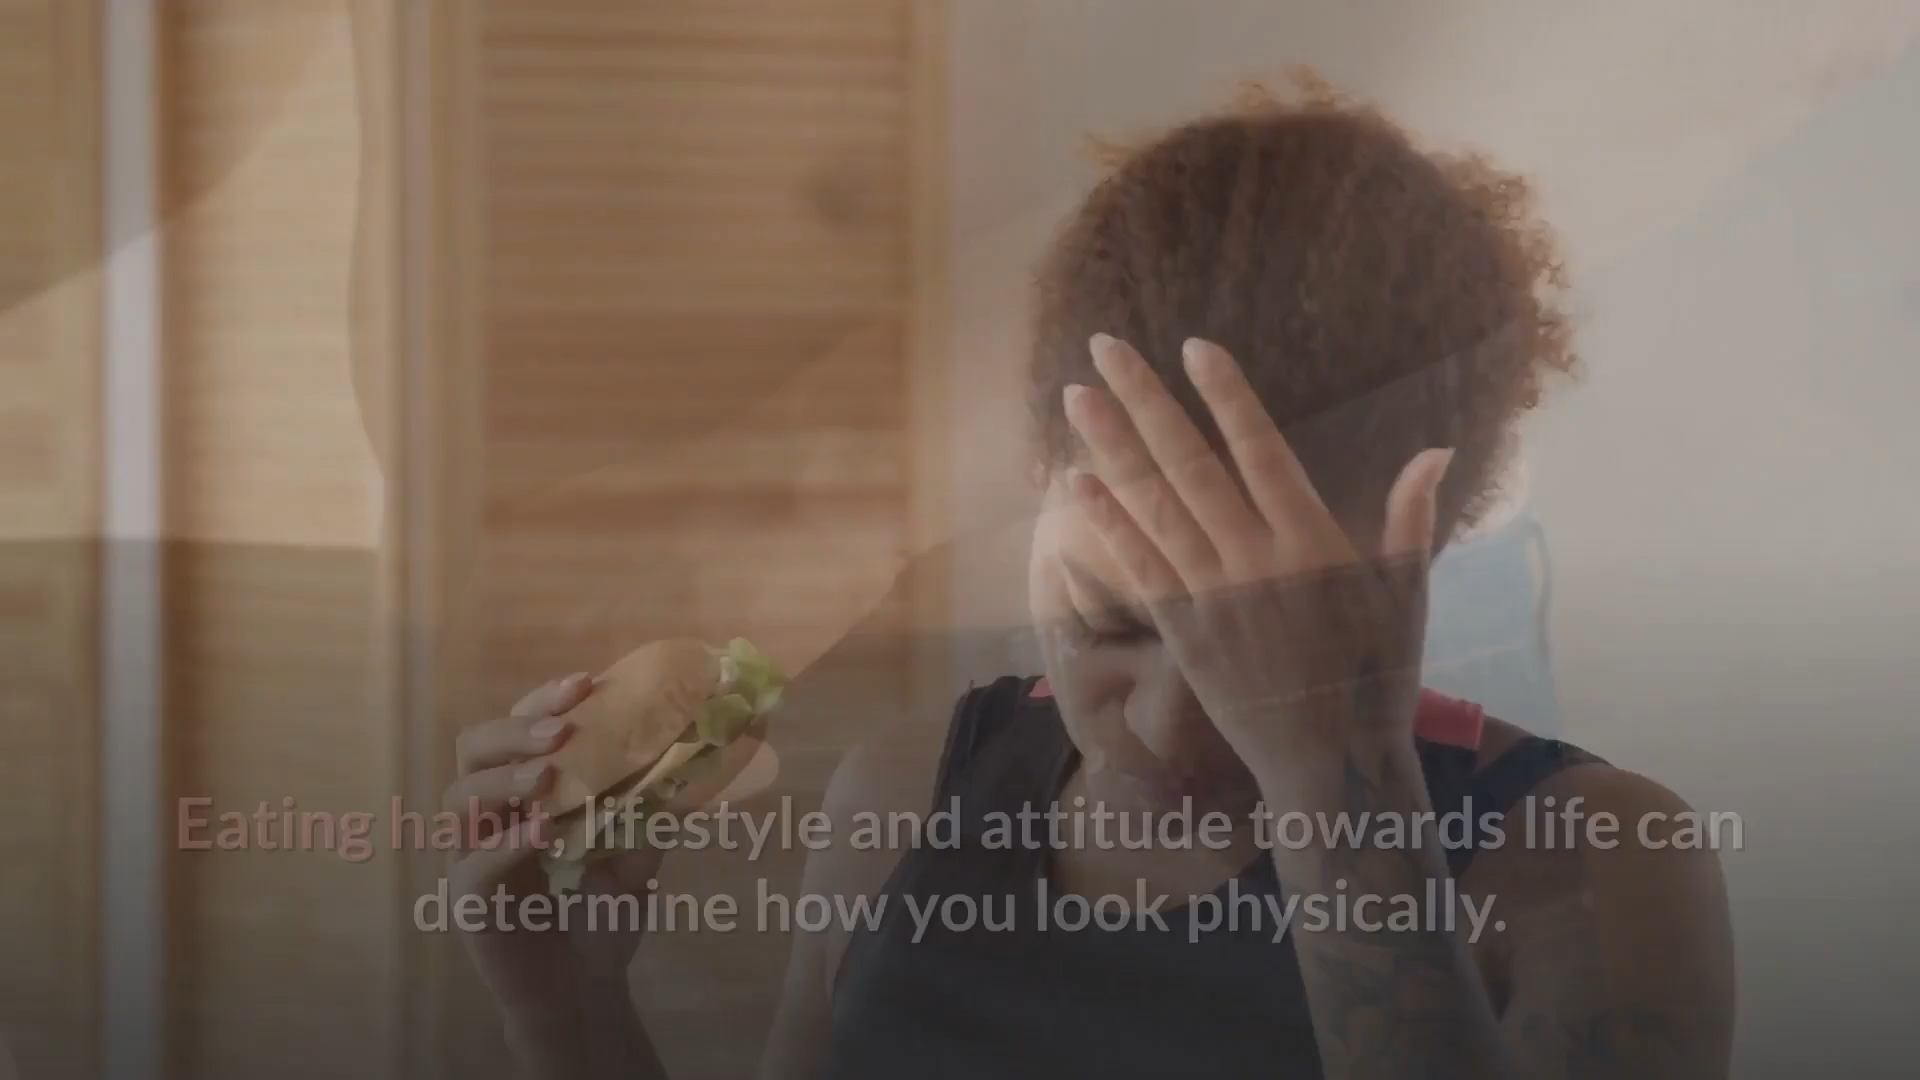 Eating habit, lifestyle and attitude towards life can
determine how you look physically.